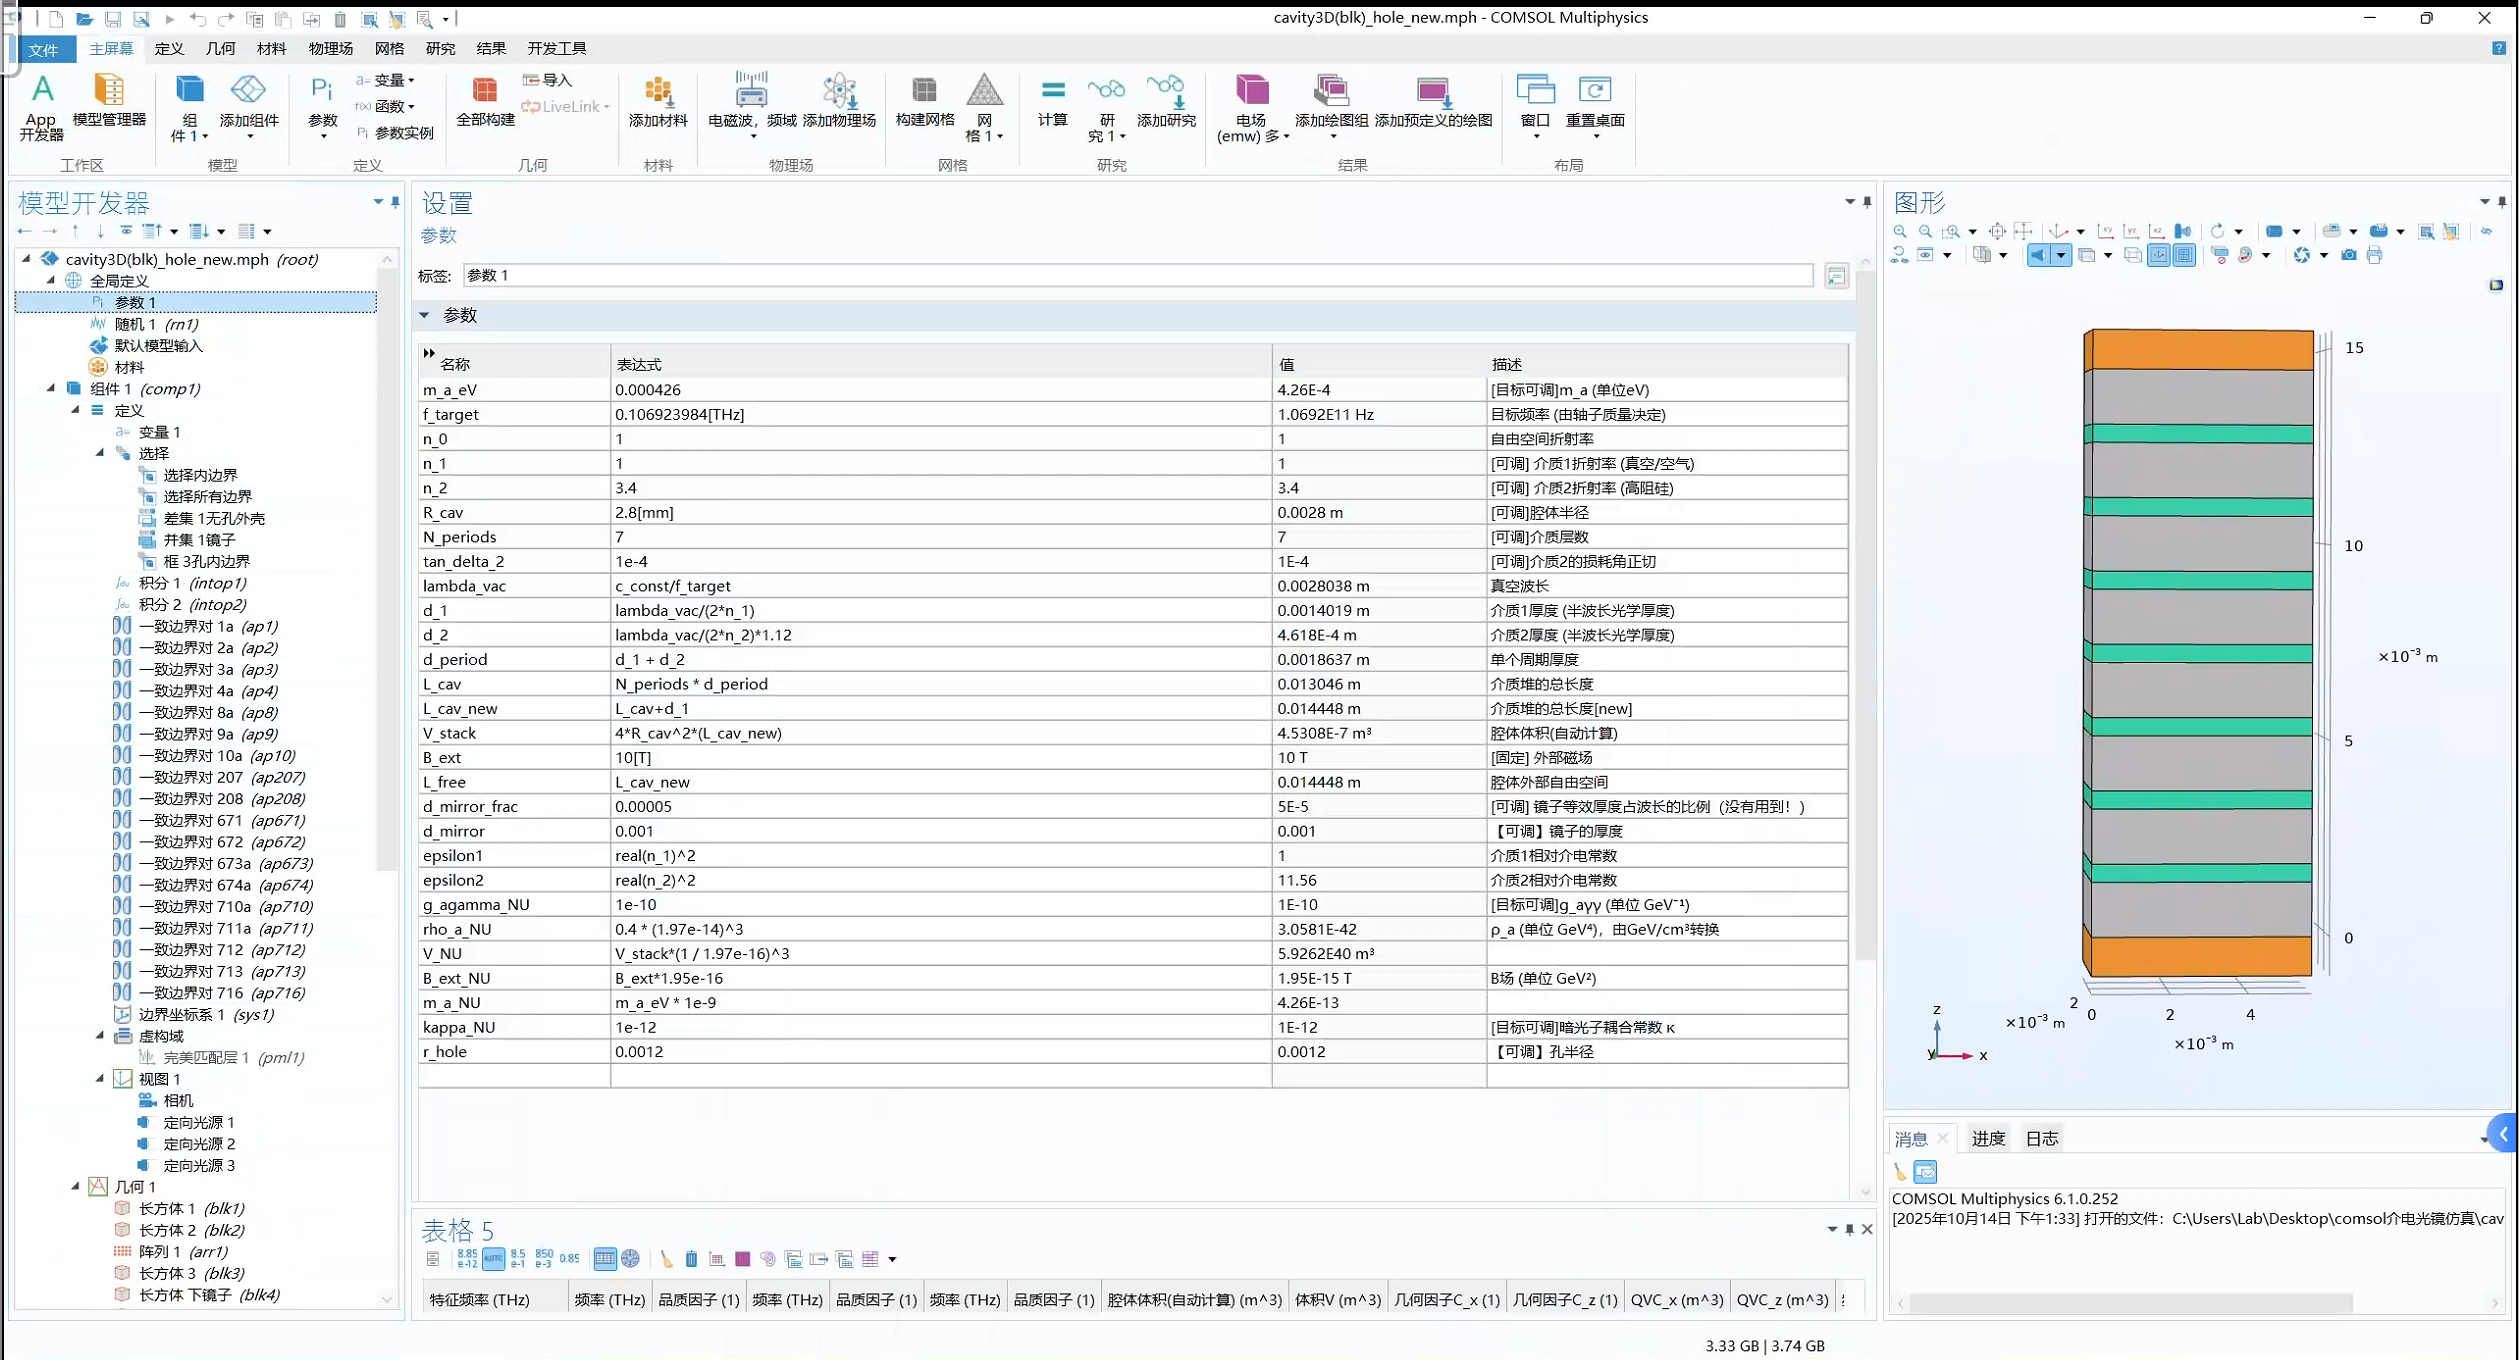 cavity3D(blk)_hole_new.mph - COMSOL Multiphysics
文件 主屏幕 定义 几何 材料 物理场 网格 研究 结果 开发工具
App 开发器
模型管理器
工作区
组件 1
添加组件
模型
Pi 参数
a= 变量
f(x) 函数
Pi 参数实例
定义
全部构建
导入
LiveLink
几何
添加材料
材料
电磁波，频域
添加物理场
物理场
构建网格
网格 1
网格
计算
研究 1
添加研究
研究
电场 (emw) 多
添加绘图组
添加预定义的绘图
结果
窗口
重置桌面
布局
模型开发器
cavity3D(blk)_hole_new.mph (root)
全局定义
Pi 参数 1
随机 1 (rn1)
默认模型输入
材料
组件 1 (comp1)
定义
a= 变量 1
选择
选择内边界
选择所有边界
差集 1无孔外壳
并集 1镜子
框 3孔内边界
积分 1 (intop1)
积分 2 (intop2)
一致边界对 1a (ap1)
一致边界对 2a (ap2)
一致边界对 3a (ap3)
一致边界对 4a (ap4)
一致边界对 8a (ap8)
一致边界对 9a (ap9)
一致边界对 10a (ap10)
一致边界对 207 (ap207)
一致边界对 208 (ap208)
一致边界对 671 (ap671)
一致边界对 672 (ap672)
一致边界对 673a (ap673)
一致边界对 674a (ap674)
一致边界对 710a (ap710)
一致边界对 711a (ap711)
一致边界对 712 (ap712)
一致边界对 713 (ap713)
一致边界对 716 (ap716)
边界坐标系 1 (sys1)
虚构域
完美匹配层 1 (pml1)
视图 1
相机
定向光源 1
定向光源 2
定向光源 3
几何 1
长方体 1 (blk1)
长方体 2 (blk2)
阵列 1 (arr1)
长方体 3 (blk3)
长方体 下镜子 (blk4)
设置
参数
标签: 参数 1
参数
名称 表达式 值 描述
m_a_eV 0.000426 4.26E-4 [目标可调]m_a (单位eV)
f_target 0.106923984[THz] 1.0692E11 Hz 目标频率 (由轴子质量决定)
n_0 1 1 自由空间折射率
n_1 1 1 [可调] 介质1折射率 (真空/空气)
n_2 3.4 3.4 [可调] 介质2折射率 (高阻硅)
R_cav 2.8[mm] 0.0028 m [可调]腔体半径
N_periods 7 7 [可调]介质层数
tan_delta_2 1e-4 1E-4 [可调]介质2的损耗角正切
lambda_vac c_const/f_target 0.0028038 m 真空波长
d_1 lambda_vac/(2*n_1) 0.0014019 m 介质1厚度 (半波长光学厚度)
d_2 lambda_vac/(2*n_2)*1.12 4.618E-4 m 介质2厚度 (半波长光学厚度)
d_period d_1 + d_2 0.0018637 m 单个周期厚度
L_cav N_periods * d_period 0.013046 m 介质堆的总长度
L_cav_new L_cav+d_1 0.014448 m 介质堆的总长度[new]
V_stack 4*R_cav^2*(L_cav_new) 4.5308E-7 m³ 腔体体积(自动计算)
B_ext 10[T] 10 T [固定] 外部磁场
L_free L_cav_new 0.014448 m 腔体外部自由空间
d_mirror_frac 0.00005 5E-5 [可调] 镜子等效厚度占波长的比例（没有用到！）
d_mirror 0.001 0.001 【可调】镜子的厚度
epsilon1 real(n_1)^2 1 介质1相对介电常数
epsilon2 real(n_2)^2 11.56 介质2相对介电常数
g_agamma_NU 1e-10 1E-10 [目标可调]g_aγγ (单位 GeV⁻¹)
rho_a_NU 0.4 * (1.97e-14)^3 3.0581E-42 ρ_a (单位 GeV⁴)，由GeV/cm³转换
V_NU V_stack*(1 / 1.97e-16)^3 5.9262E40 m³
B_ext_NU B_ext*1.95e-16 1.95E-15 T B场 (单位 GeV²)
m_a_NU m_a_eV * 1e-9 4.26E-13
kappa_NU 1e-12 1E-12 [目标可调]暗光子耦合常数 κ
r_hole 0.0012 0.0012 【可调】孔半径
表格 5
8.85 e-12 AUTO 8.5 e-1 850 e-3 0.85
特征频率 (THz) 频率 (THz) 品质因子 (1) 频率 (THz) 品质因子 (1) 频率 (THz) 品质因子 (1) 腔体体积(自动计算) (m^3) 体积V (m^3) 几何因子C_x (1) 几何因子C_z (1) QVC_x (m^3) QVC_z (m^3)
图形
15
10
5
0
×10⁻³ m
2
0
2
4
×10⁻³ m
×10⁻³ m
z
y
x
消息 进度 日志
COMSOL Multiphysics 6.1.0.252
[2025年10月14日 下午1:33] 打开的文件：C:\Users\Lab\Desktop\comsol介电光镜仿真\cav
3.33 GB | 3.74 GB